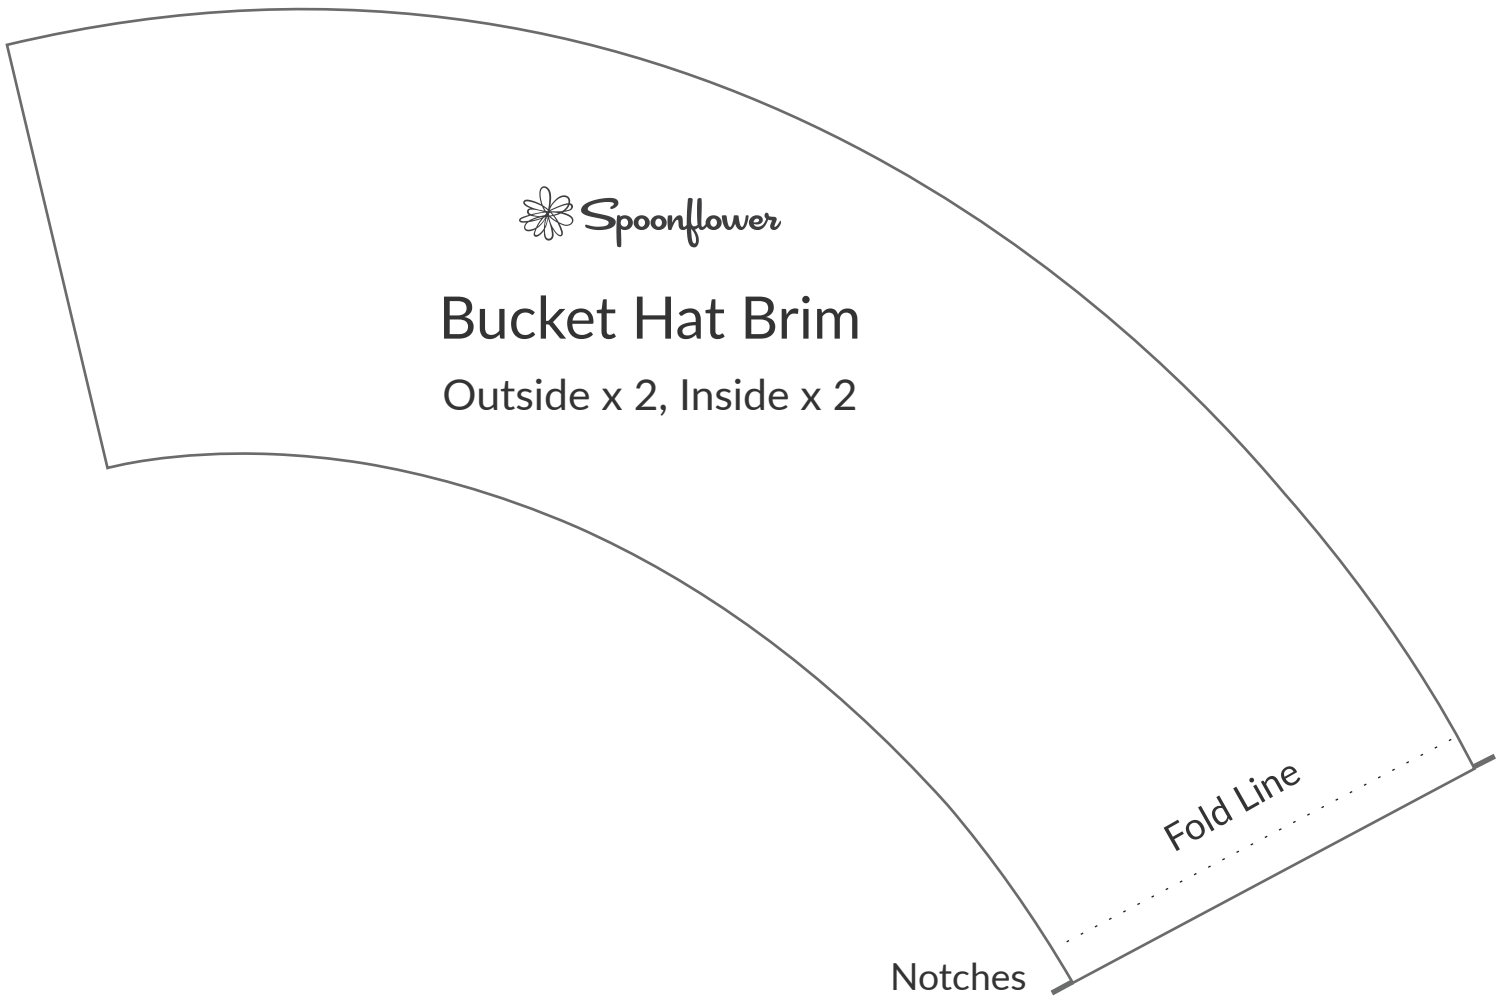 Spoonflower
Bucket Hat Brim
Outside x 2, Inside x 2
Fold Line
Notches